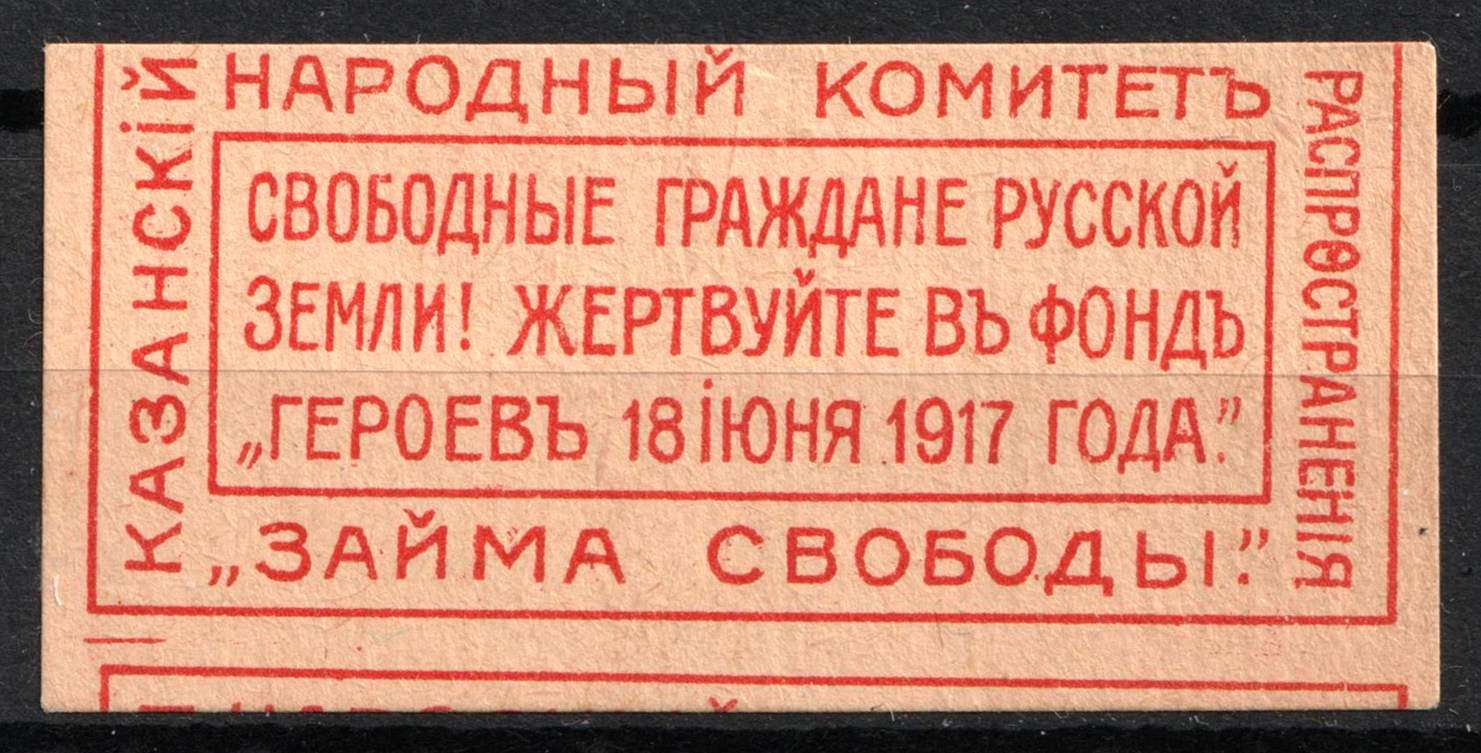 КАЗАНСКІЙ
НАРОДНЫЙ КОМИТЕТЪ
РАСПРОСТРАНЕНІЯ
„ЗАЙМА СВОБОДЫ.”
СВОБОДНЫЕ ГРАЖДАНЕ РУССКОЙ
ЗЕМЛИ! ЖЕРТВУЙТЕ ВЪ ФОНДЪ
„ГЕРОЕВЪ 18 ІЮНЯ 1917 ГОДА.”